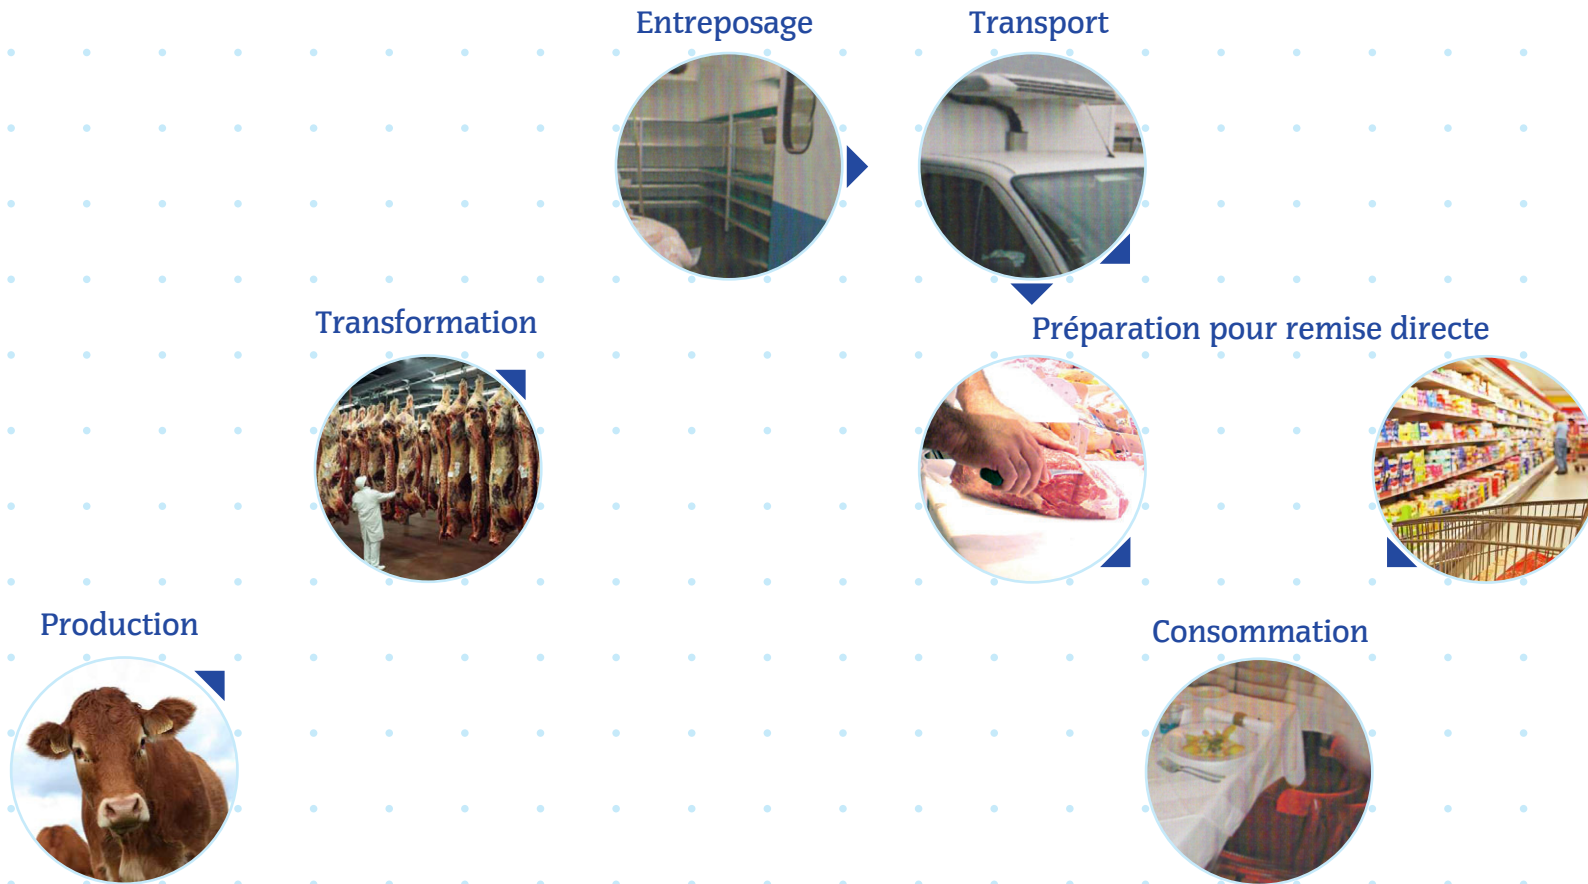 Entreposage
Transport
Transformation
Préparation pour remise directe
Production
Consommation